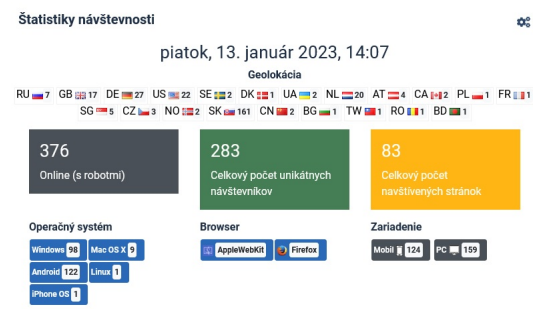 Štatistiky návštevnosti
piatok, 13. január 2023, 14:07
Geolokácia
RU 7 GB 17 DE 27 US 22 SE 2 DK 1 UA 2 NL 20 AT 4 CA 2 PL 1 FR 1
SG 5 CZ 3 NO 2 SK 161 CN 2 BG 1 TW 1 RO 1 BD 1
376
Online (s robotmi)
283
Celkový počet unikátnych
návštevníkov
83
Celkový počet
navštívených stránok
Operačný systém
Windows 98 Mac OS X 9
Android 122 Linux 1
iPhone OS 1
Browser
AppleWebKit Firefox
Zariadenie
Mobil 124 PC 159